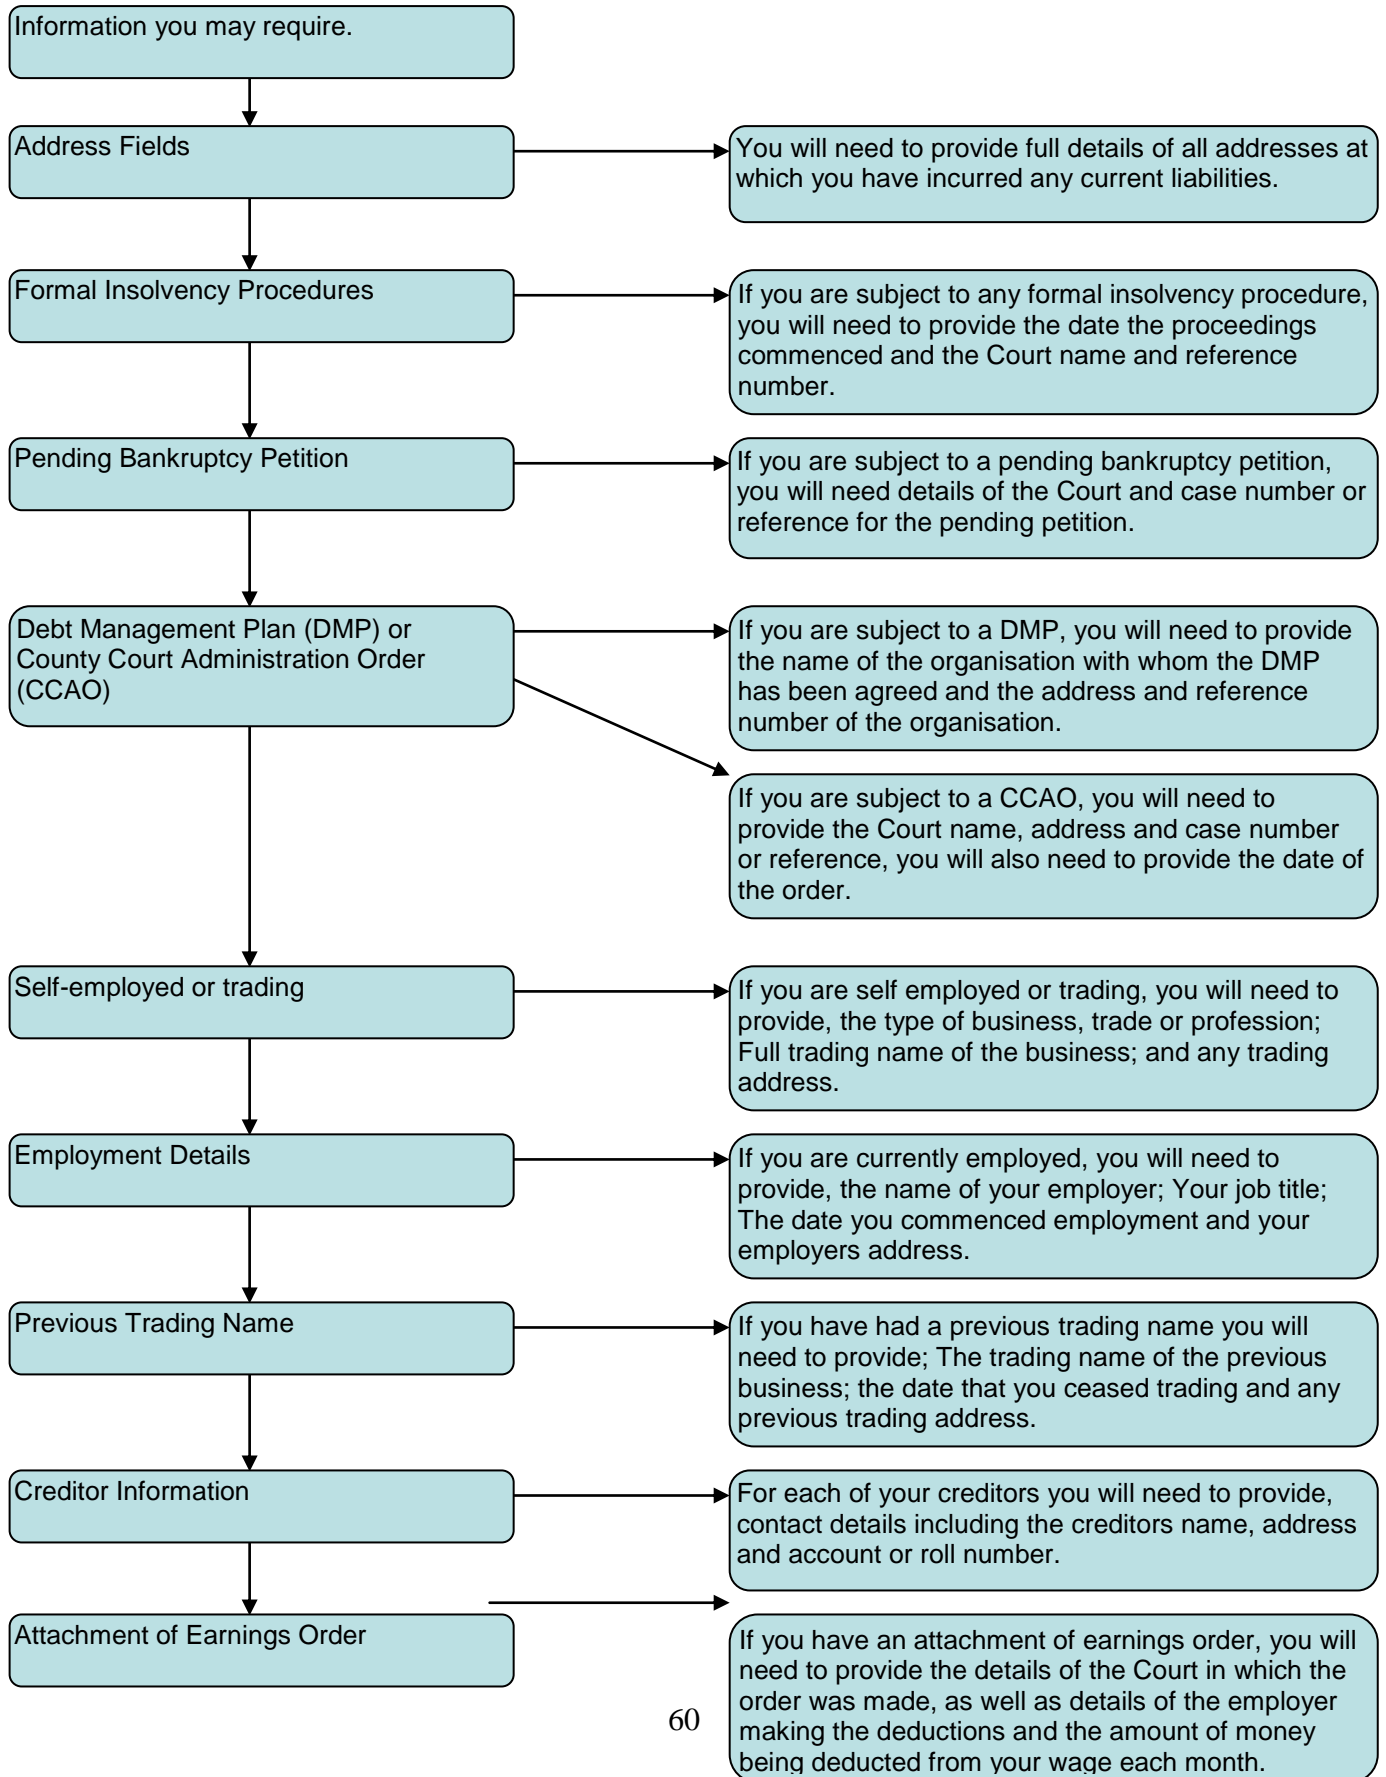 Information you may require.
Address Fields
You will need to provide full details of all addresses at
which you have incurred any current liabilities.
Formal Insolvency Procedures
If you are subject to any formal insolvency procedure,
you will need to provide the date the proceedings
commenced and the Court name and reference
number.
Pending Bankruptcy Petition
If you are subject to a pending bankruptcy petition,
you will need details of the Court and case number or
reference for the pending petition.
Debt Management Plan (DMP) or
County Court Administration Order
(CCAO)
If you are subject to a DMP, you will need to provide
the name of the organisation with whom the DMP
has been agreed and the address and reference
number of the organisation.
If you are subject to a CCAO, you will need to
provide the Court name, address and case number
or reference, you will also need to provide the date of
the order.
Self-employed or trading
If you are self employed or trading, you will need to
provide, the type of business, trade or profession;
Full trading name of the business; and any trading
address.
Employment Details
If you are currently employed, you will need to
provide, the name of your employer; Your job title;
The date you commenced employment and your
employers address.
Previous Trading Name
If you have had a previous trading name you will
need to provide; The trading name of the previous
business; the date that you ceased trading and any
previous trading address.
Creditor Information
For each of your creditors you will need to provide,
contact details including the creditors name, address
and account or roll number.
Attachment of Earnings Order
If you have an attachment of earnings order, you will
need to provide the details of the Court in which the
order was made, as well as details of the employer
making the deductions and the amount of money
being deducted from your wage each month.
60